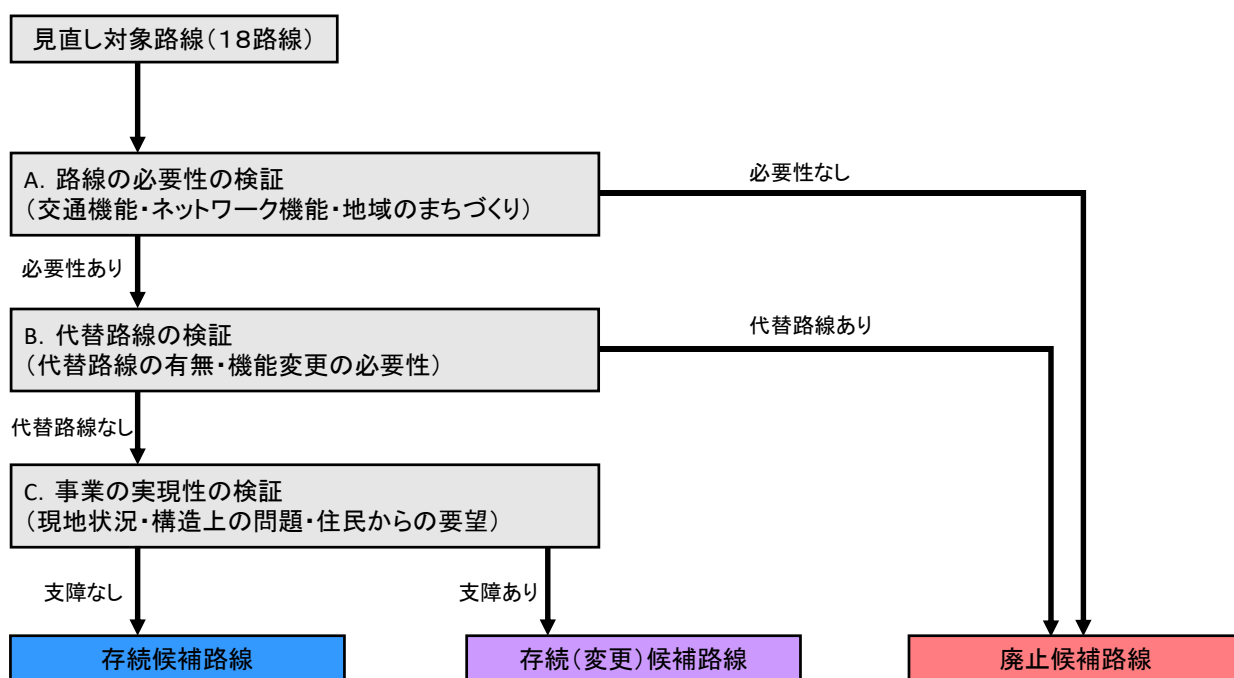 見直し対象路線（１８路線）
A. 路線の必要性の検証
（交通機能・ネットワーク機能・地域のまちづくり）
必要性なし
必要性あり
B. 代替路線の検証
（代替路線の有無・機能変更の必要性）
代替路線あり
代替路線なし
C. 事業の実現性の検証
（現地状況・構造上の問題・住民からの要望）
支障なし
支障あり
存続候補路線
存続（変更）候補路線
廃止候補路線